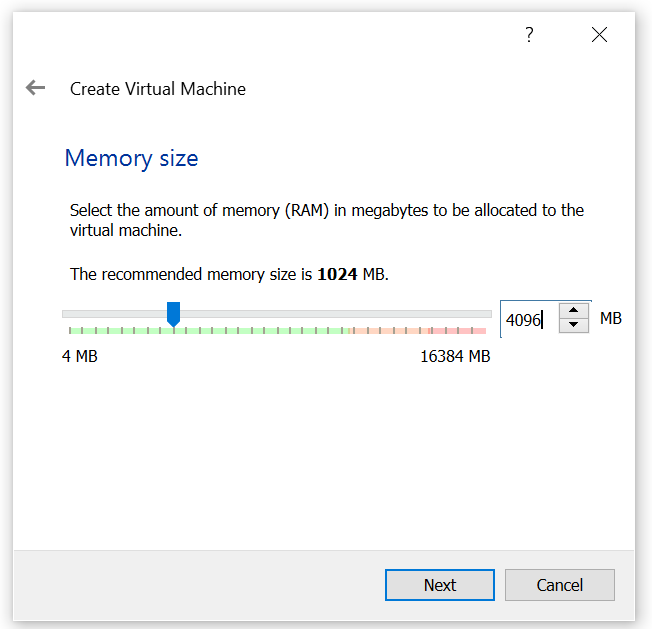 ?
Create Virtual Machine
Memory size
Select the amount of memory (RAM) in megabytes to be allocated to the
virtual machine.
The recommended memory size is 1024 MB.
4096 MB
4 MB 16384 MB
Next Cancel